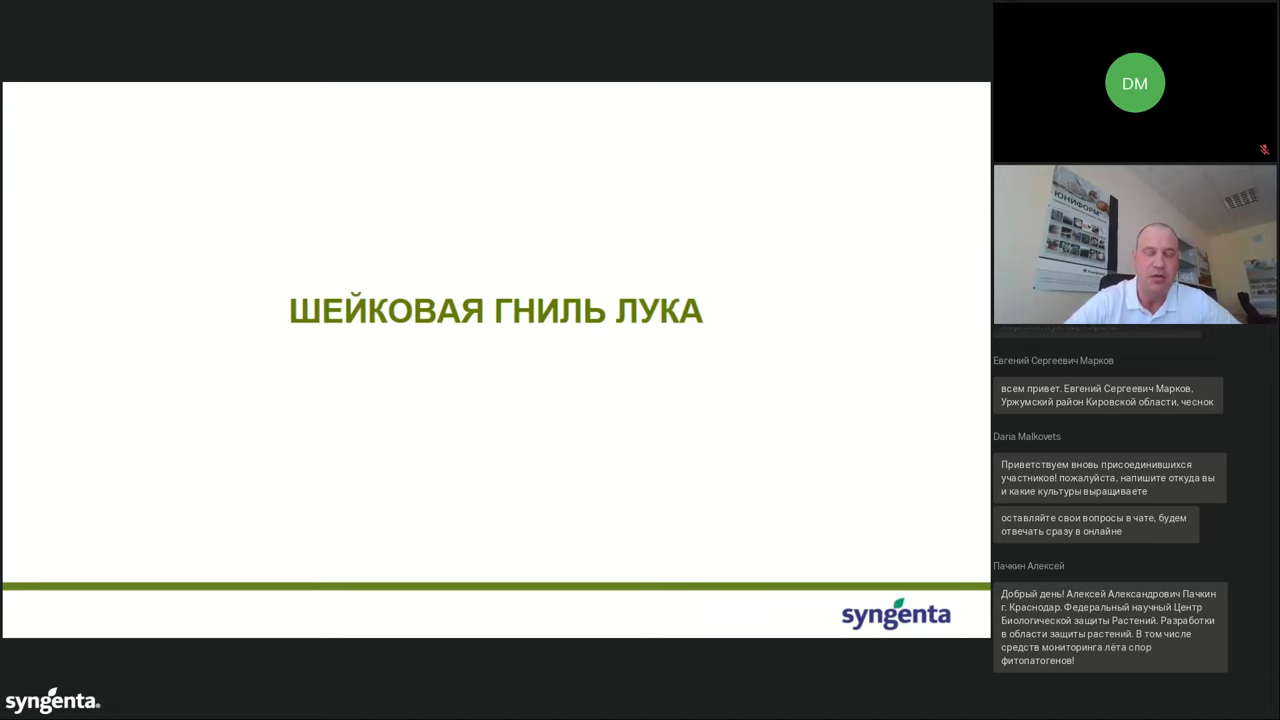 ШЕЙКОВАЯ ГНИЛЬ ЛУКА
syngenta
syngenta
DM
ЮНИФОРМ
Евгений Сергеевич Марков
всем привет. Евгений Сергеевич Марков,
Уржумский район Кировской области, чеснок
Daria Malkovets
Приветствуем вновь присоединившихся
участников! пожалуйста, напишите откуда вы
и какие культуры выращиваете
оставляйте свои вопросы в чате, будем
отвечать сразу в онлайне
Пачкин Алексей
Добрый день! Алексей Александрович Пачкин
г. Краснодар. Федеральный научный Центр
Биологической защиты Растений. Разработки
в области защиты растений. В том числе
средств мониторинга лёта спор
фитопатогенов!